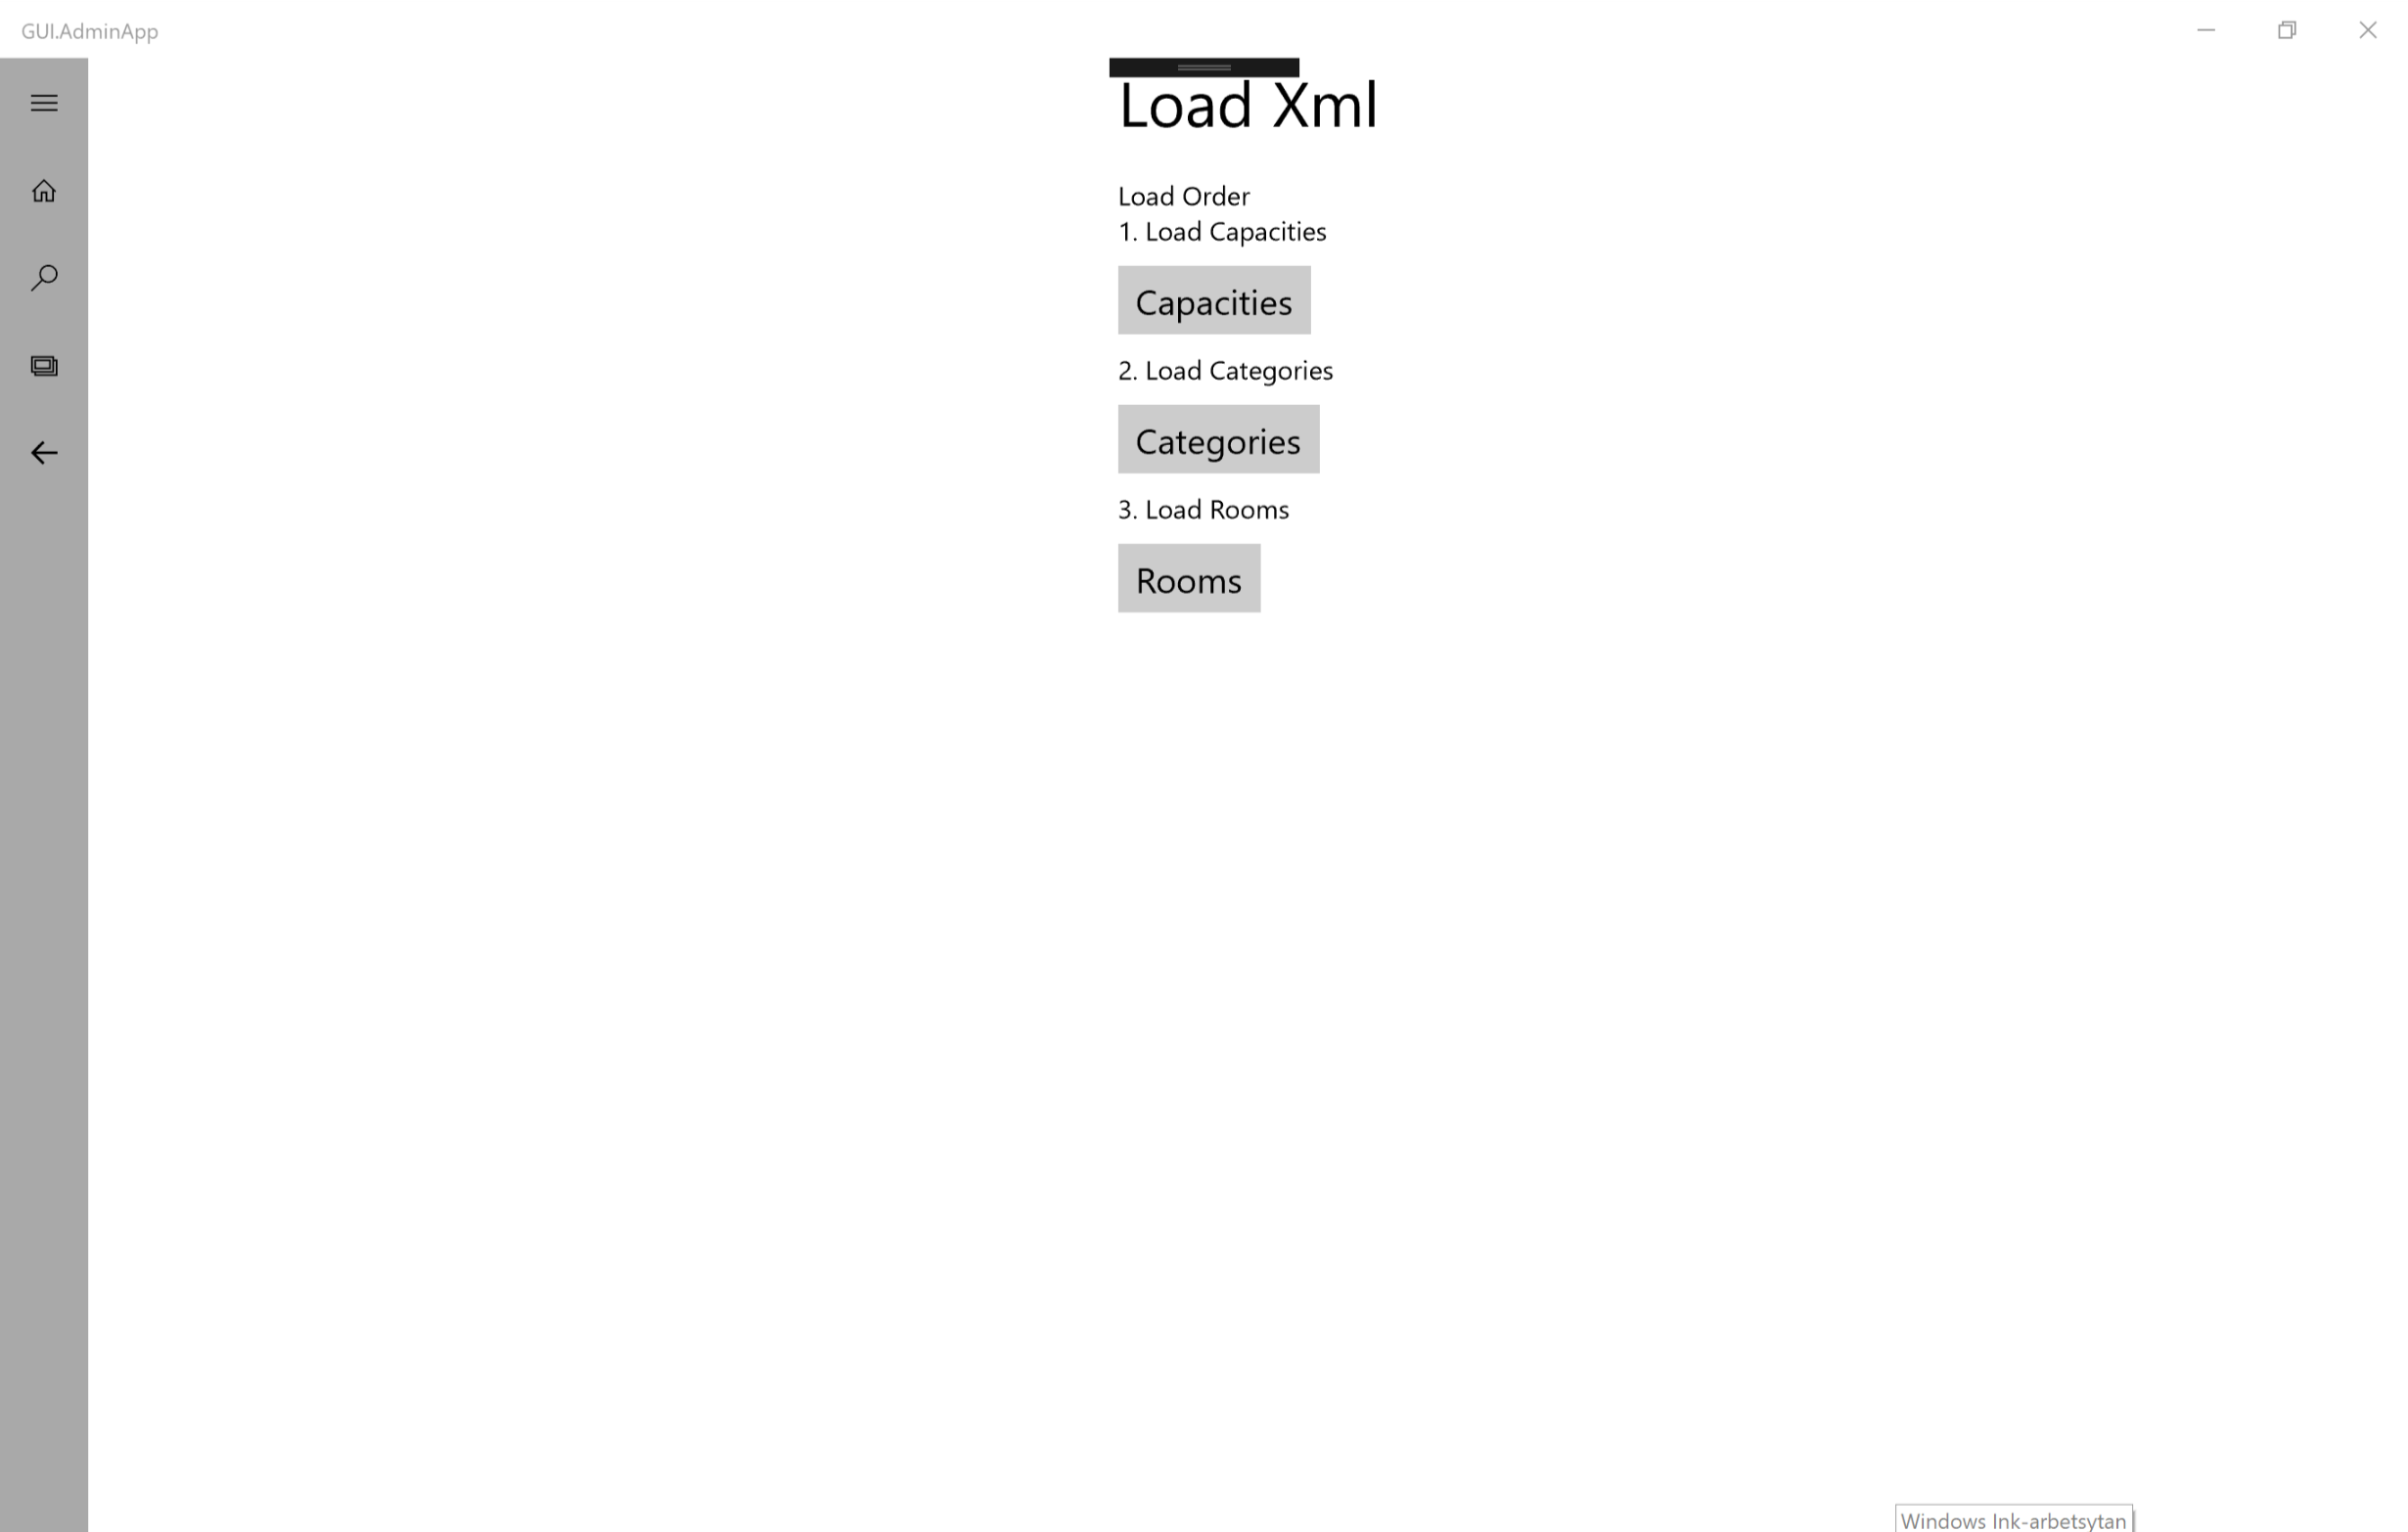 GUI.AdminApp
Load Xml
Load Order
1. Load Capacities
Capacities
2. Load Categories
Categories
3. Load Rooms
Rooms
Windows Ink-arbetsytan